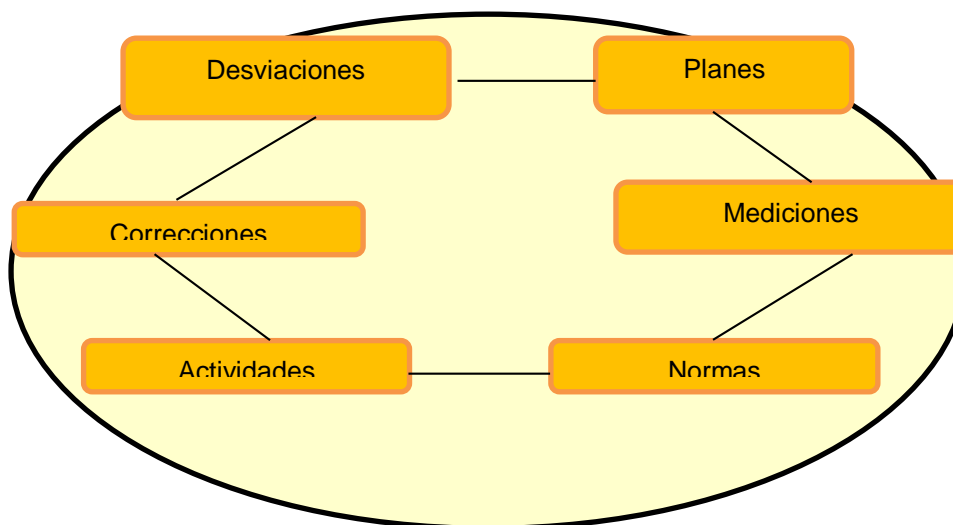 Desviaciones
Planes
Correcciones
Mediciones
Actividades
Normas